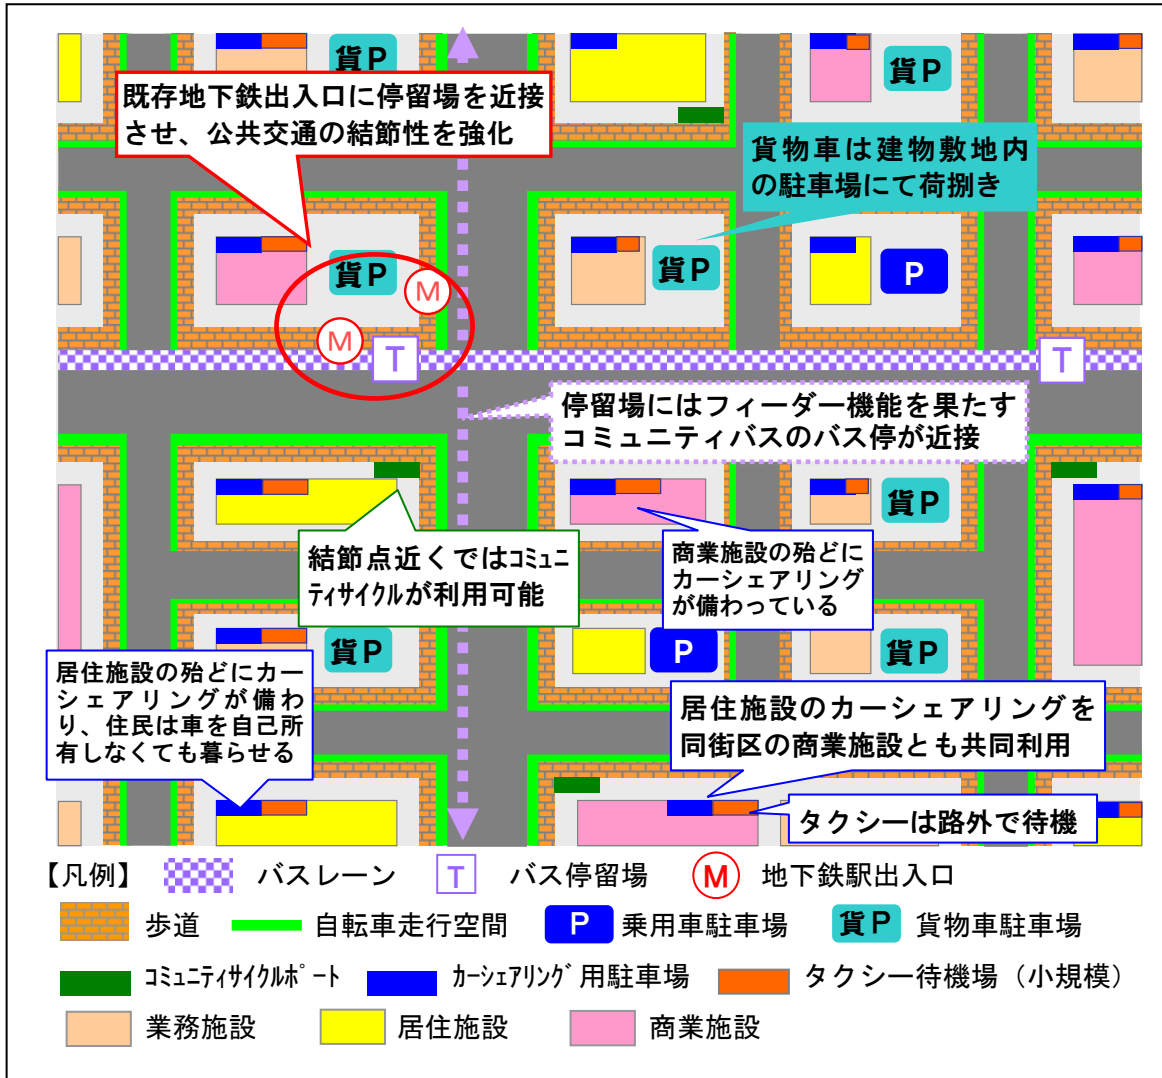 貨P
貨P
既存地下鉄出入口に停留場を近接
させ、公共交通の結節性を強化
貨物車は建物敷地内
の駐車場にて荷捌き
貨P
貨P
P
M
M
T
T
停留場にはフィーダー機能を果たす
コミュニティバスのバス停が近接
貨P
結節点近くではコミュニ
ティサイクルが利用可能
商業施設の殆どに
カーシェアリング
が備わっている
貨P
P
貨P
居住施設の殆どにカー
シェアリングが備わ
り、住民は車を自己所
有しなくても暮らせる
居住施設のカーシェアリングを
同街区の商業施設とも共同利用
タクシーは路外で待機
【凡例】 バスレーン T バス停留場 M 地下鉄駅出入口
歩道 自転車走行空間 P 乗用車駐車場 貨P 貨物車駐車場
コミュニティサイクルポート カーシェアリング用駐車場 タクシー待機場（小規模）
業務施設 居住施設 商業施設